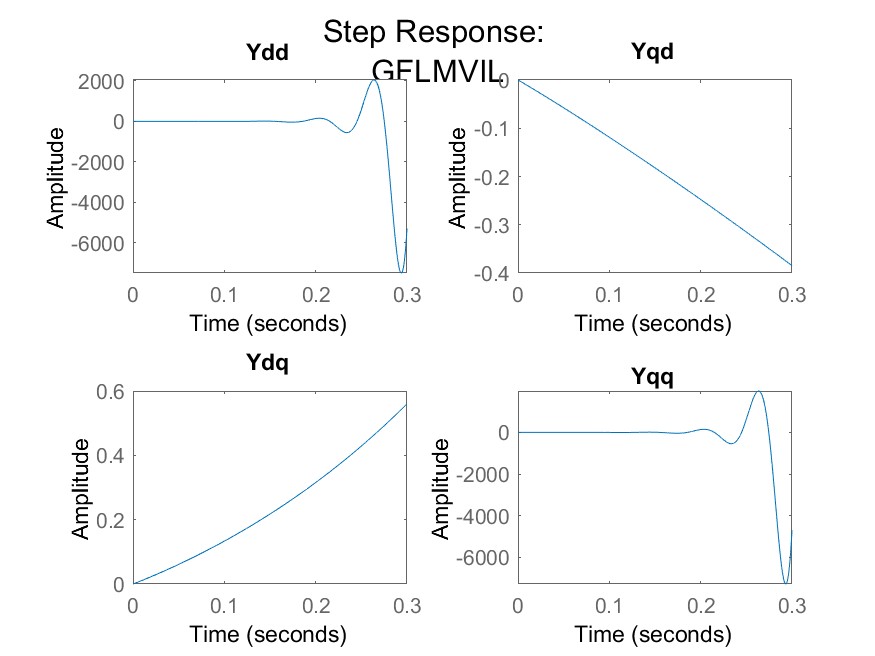 Step Response:
GFLMVIL
Ydd
2000
0
-2000
-4000
-6000
Amplitude
0 0.1 0.2 0.3
Time (seconds)
Yqd
0
-0.1
-0.2
-0.3
-0.4
Amplitude
0 0.1 0.2 0.3
Time (seconds)
Ydq
0.6
0.4
0.2
0
Amplitude
0 0.1 0.2 0.3
Time (seconds)
Yqq
0
-2000
-4000
-6000
Amplitude
0 0.1 0.2 0.3
Time (seconds)